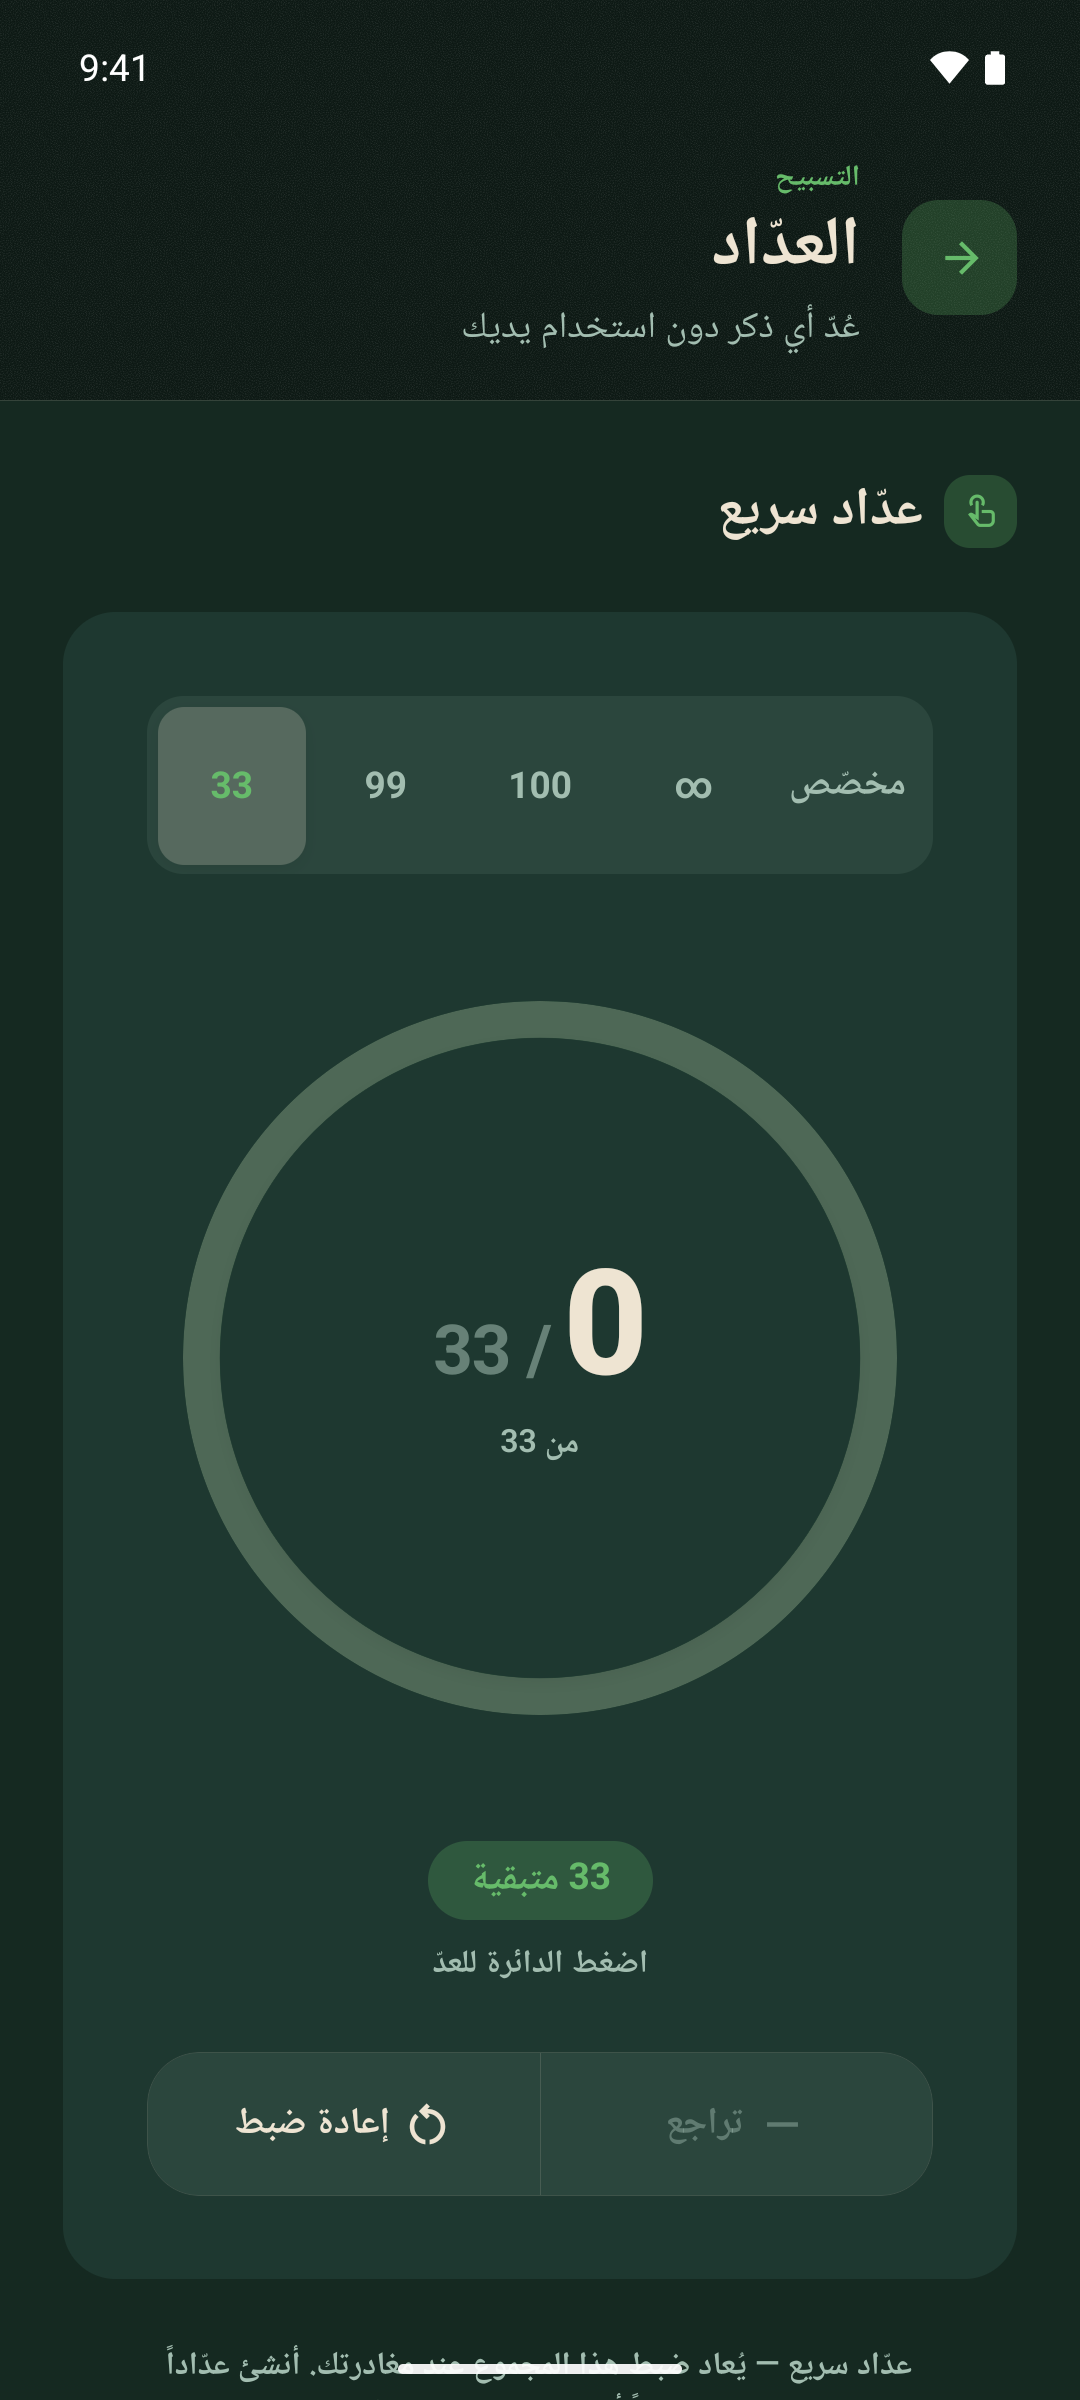 9:41
التسبيح
العدّاد
عُدّ أي ذكر دون استخدام يديك
عدّاد سريع
33 99 100 ∞ مخصّص
0 / 33
من 33
33 متبقية
اضغط الدائرة للعدّ
تراجع
إعادة ضبط
عدّاد سريع — يُعاد ضبط هذا المجموع عند مغادرتك. أنشئ عدّاداً